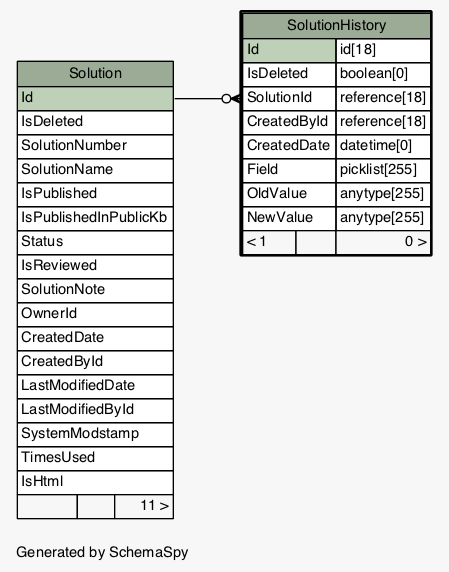 Solution
Id
IsDeleted
SolutionNumber
SolutionName
IsPublished
IsPublishedInPublicKb
Status
IsReviewed
SolutionNote
OwnerId
CreatedDate
CreatedById
LastModifiedDate
LastModifiedById
SystemModstamp
TimesUsed
IsHtml
11 >
SolutionHistory
Id id[18]
IsDeleted boolean[0]
SolutionId reference[18]
CreatedById reference[18]
CreatedDate datetime[0]
Field picklist[255]
OldValue anytype[255]
NewValue anytype[255]
< 1 0 >
Generated by SchemaSpy